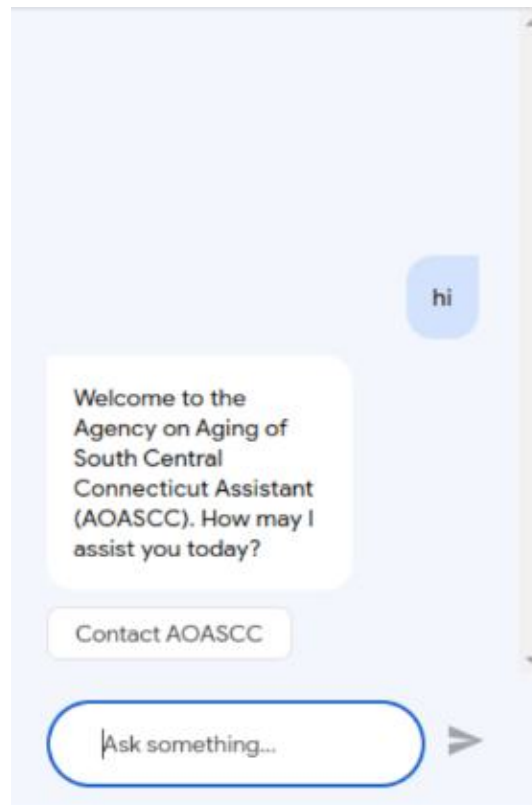 hi
Welcome to the
Agency on Aging of
South Central
Connecticut Assistant
(AOASCC). How may I
assist you today?
Contact AOASCC
Ask something...